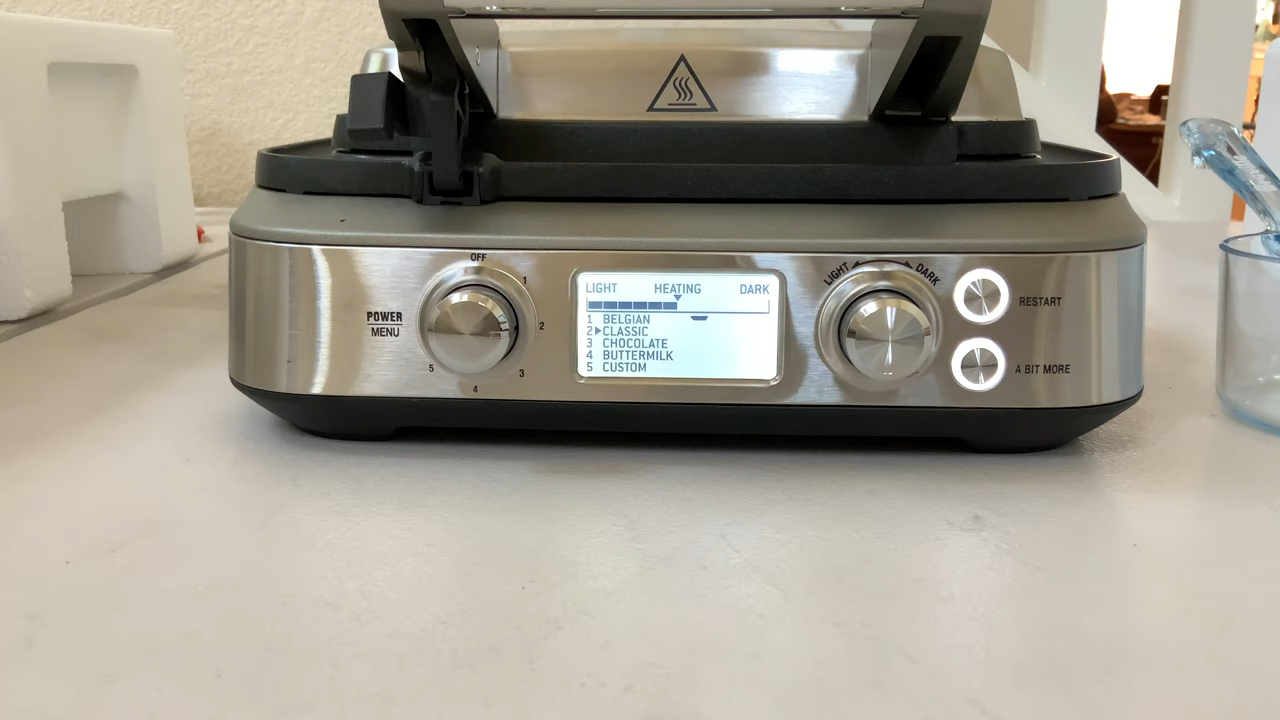 OFF
1
2
3
4
5
POWER
MENU
LIGHT HEATING DARK
1 BELGIAN
2 CLASSIC
3 CHOCOLATE
4 BUTTERMILK
5 CUSTOM
LIGHT DARK
RESTART
A BIT MORE